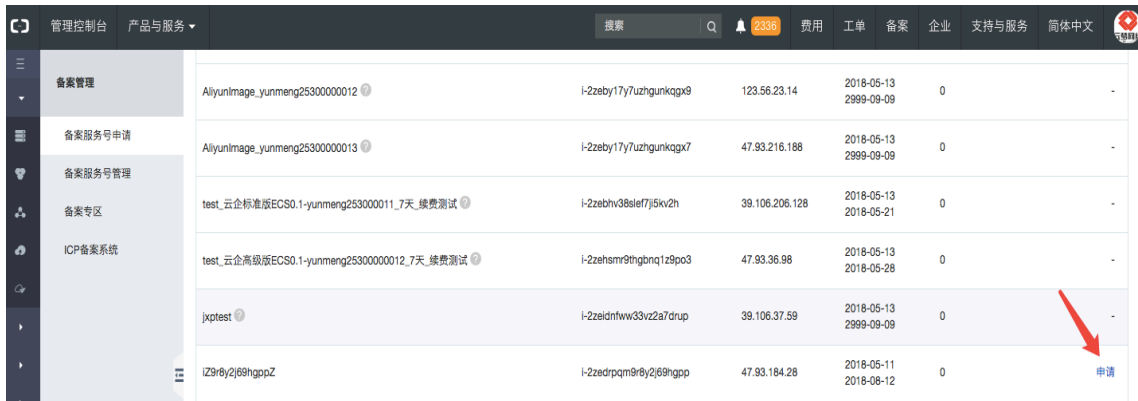 管理控制台 产品与服务 搜索 2336 费用 工单 备案 企业 支持与服务 简体中文
备案管理
备案服务号申请
备案服务号管理
备案专区
ICP备案系统
AliyunImage_yunmeng25300000012 ? i-2zeby17y7uzhgunkqgx9 123.56.23.14 2018-05-13 0 -
2999-09-09
AliyunImage_yunmeng25300000013 ? i-2zeby17y7uzhgunkqgx7 47.93.216.188 2018-05-13 0 -
2999-09-09
test_云企标准版ECS0.1-yunmeng253000011_7天_续费测试 ? i-2zebhv38slef7ji5kv2h 39.106.206.128 2018-05-13 0 -
2018-05-21
test_云企高级版ECS0.1-yunmeng25300000012_7天_续费测试 ? i-2zehsmr9thgbnq1z9po3 47.93.36.98 2018-05-13 0 -
2018-05-28
jxptest ? i-2zeidnfww33vz2a7drup 39.106.37.59 2018-05-13 0 -
2999-09-09
iZ9r8y2j69hgppZ i-2zedrpqm9r8y2j69hgpp 47.93.184.28 2018-05-11 0 申请
2018-08-12